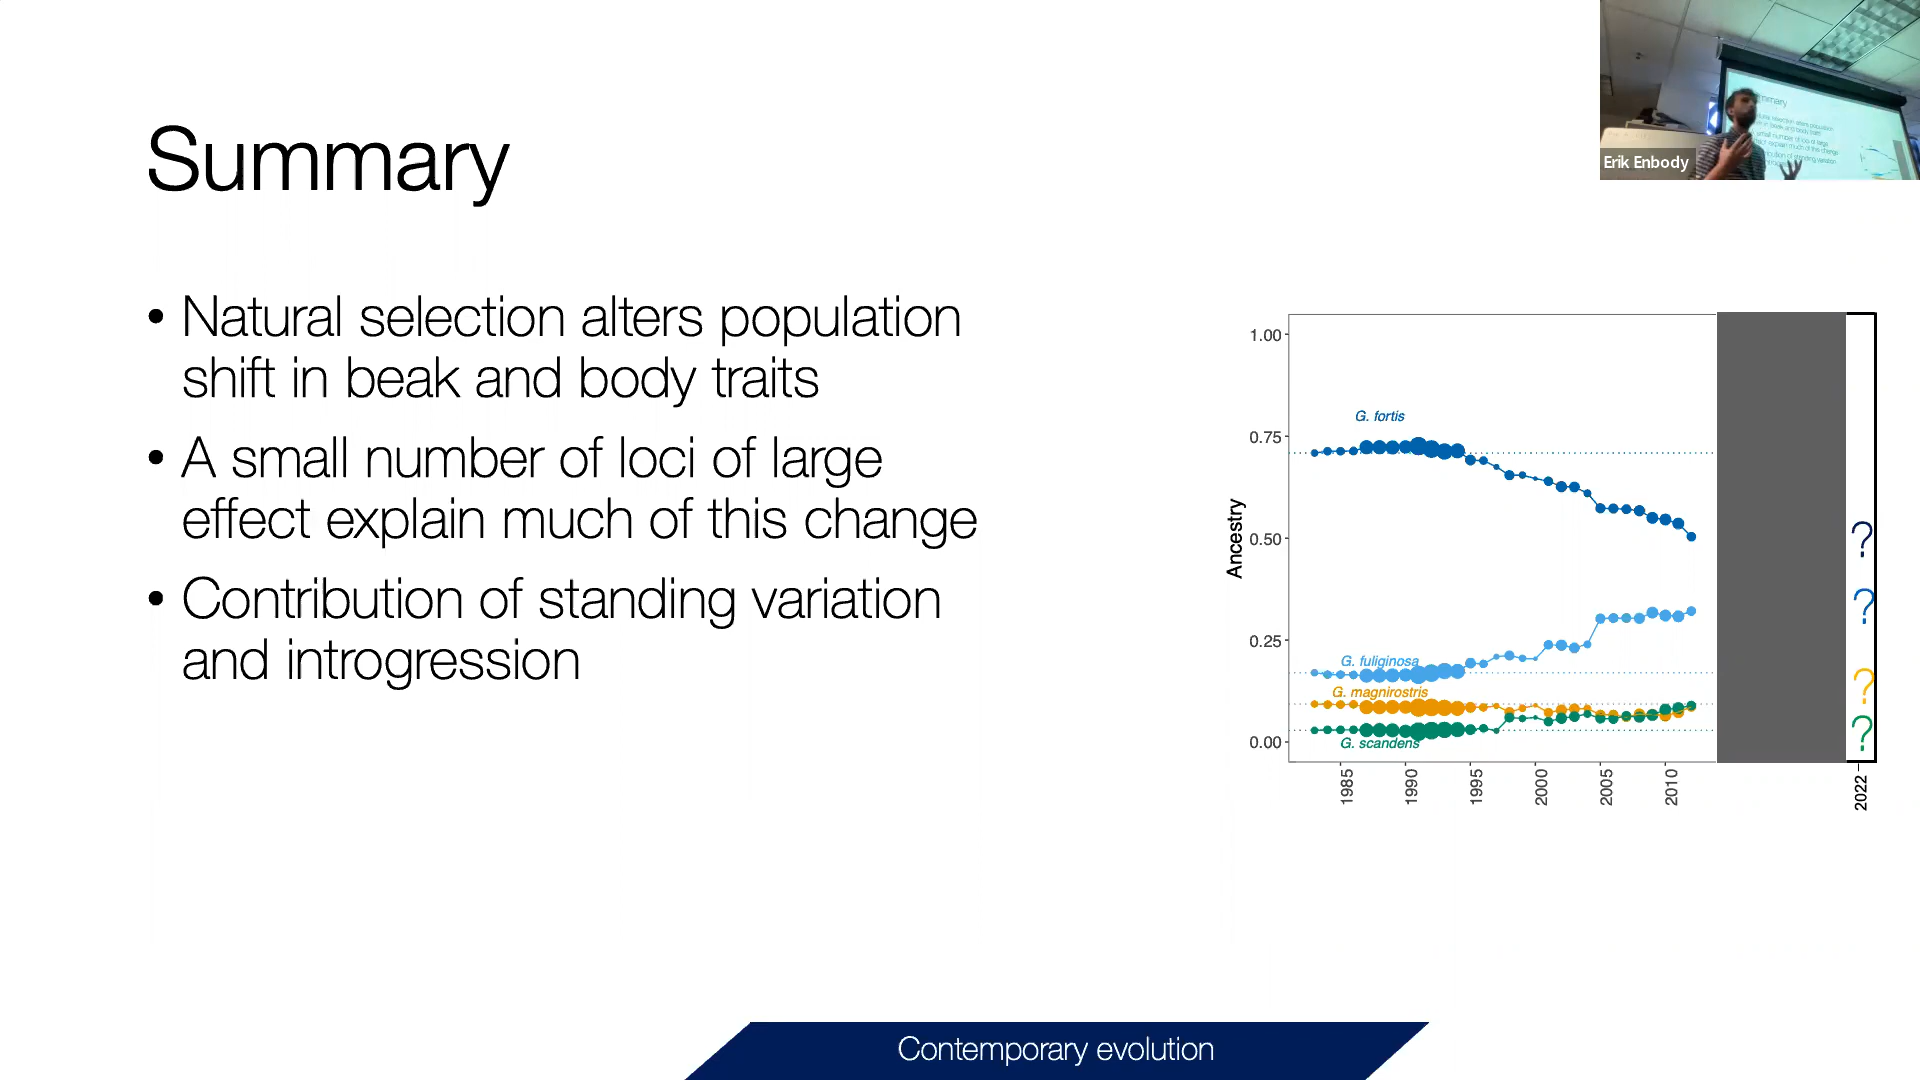 Summary
Erik Enbody
• Natural selection alters population
shift in beak and body traits
• A small number of loci of large
effect explain much of this change
• Contribution of standing variation
and introgression
Ancestry
1.00
0.75
0.50
0.25
0.00
G. fortis
G. fuliginosa
G. magnirostris
G. scandens
?
?
?
?
1985
1990
1995
2000
2005
2010
2022
Contemporary evolution